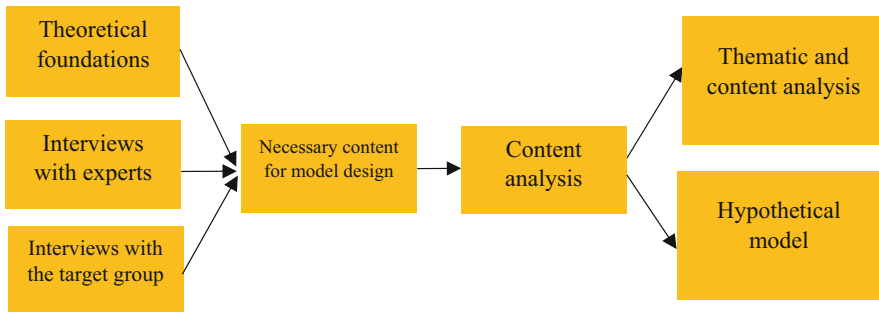 Theoretical
foundations
Interviews
with experts
Interviews with
the target group
Necessary content
for model design
Content
analysis
Thematic and
content analysis
Hypothetical
model